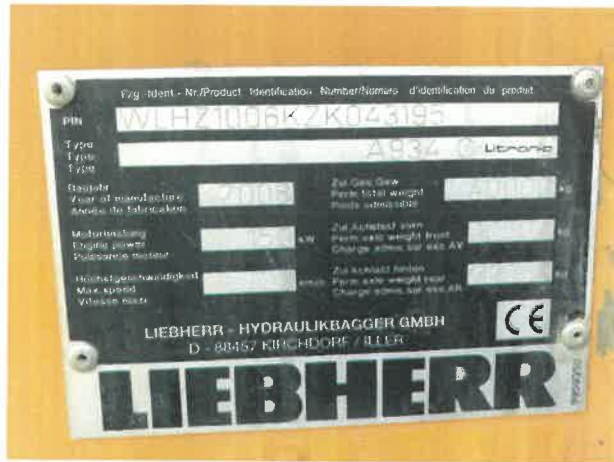 Fzg.-Ident.-Nr/Product Identification Number/Numéro d'identification du produit
PIN WLHZ1006KZK043195
Typ
Type
Type
A934 C Litronic
Baujahr
Year of manufacture
Année de fabrication
2008
Zul. Ges. Gew.
Perm. total weight
Poids admissible
40000 kg
Motorleistung
Engine power
Puissance moteur
kW
Zul. Achslast vorn
Perm. axle weight front
Charge admis. sur ess. AV
kg
Höchstgeschwindigkeit
Max. speed
Vitesse maxi.
km/h
Zul. Achslast hinten
Perm. axle weight rear
Charge admis. sur ess. AR
kg
LIEBHERR - HYDRAULIKBAGGER GMBH
D - 88457 KIRCHDORF / ILLER
CE
LIEBHERR